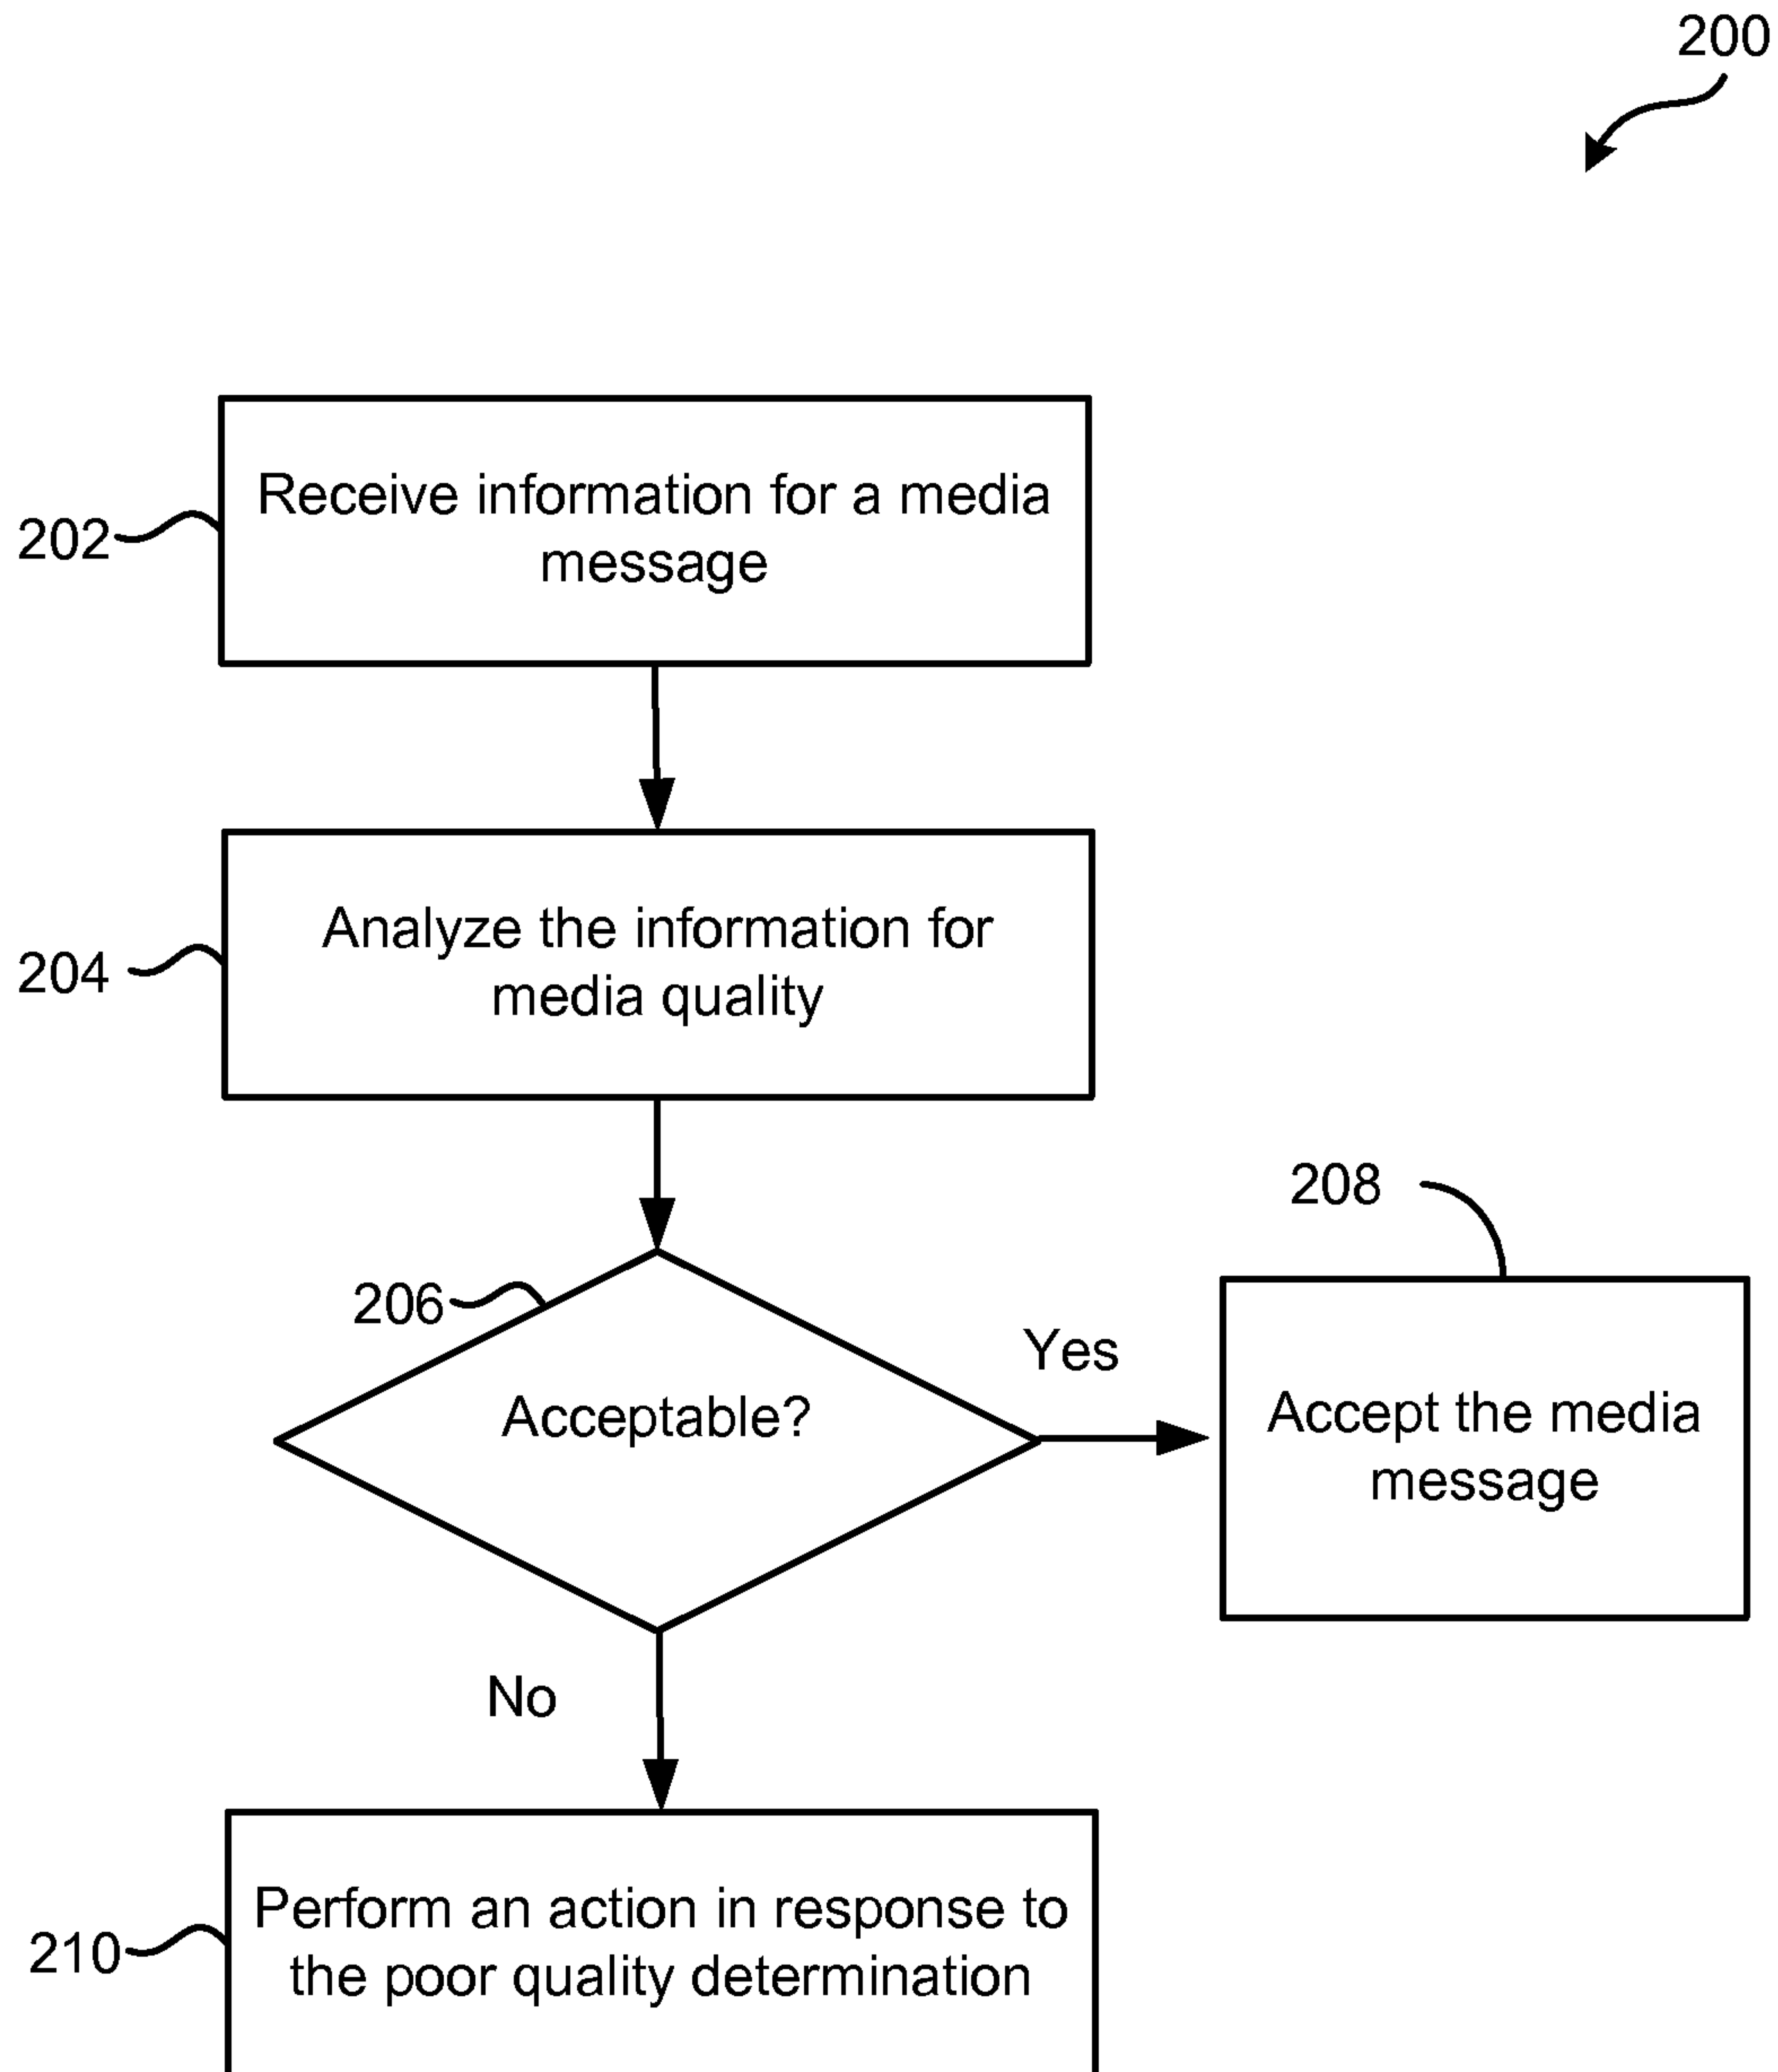 200
Receive information for a media
message
202
Analyze the information for
media quality
204
208
206
Yes
Acceptable?
Accept the media
message
No
Perform an action in response to
the poor quality determination
210